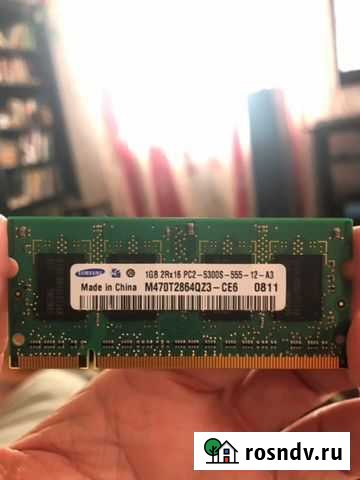 SAMSUNG
1GB 2Rx16 PC2-5300S-555-12-A3
Made in China
M470T2864QZ3-CE6 0811
rosndv.ru